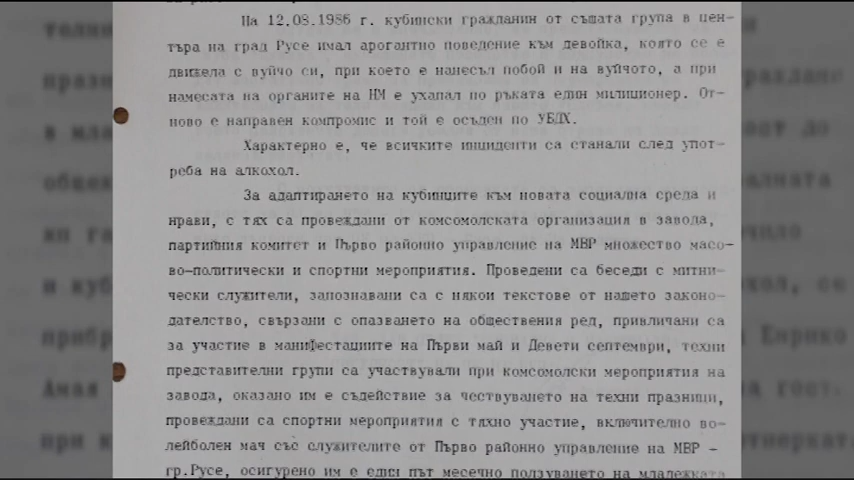 На 12.08.1986 г. кубински гражданин от същата група в цен-
търа на град Русе имал арогантно поведение към девойка, която се е
движела с вуйчо си, при което е нанесъл побой и на вуйчото, а при
намесата на органите на НМ е ухапал по ръката един милиционер. От-
ново е направен компромис и той е осъден по УБДХ.
Характерно е, че всичките инциденти са станали след упот-
реба на алкохол.
За адаптирането на кубинците към новата социална среда и
нрави, с тях са провеждани от комсомолската организация в завода,
партийния комитет и Първо районно управление на МВР множество масо-
во-политически и спортни мероприятия. Проведени са беседи с митни-
чески служители, запознавани са с някои текстове от нашето законо-
дателство, свързани с опазването на обществения ред, привличани са
за участие в манифестациите на Първи май и Девети септември, техни
представителни групи са участвували при комсомолски мероприятия на
завода, оказано им е съдействие за чествуването на техни празници,
провеждани са спортни мероприятия с тяхно участие, включително во-
лейболен мач със служителите от Първо районно управление на МВР -
гр.Русе, осигурено им е един път месечно ползуването на младежката